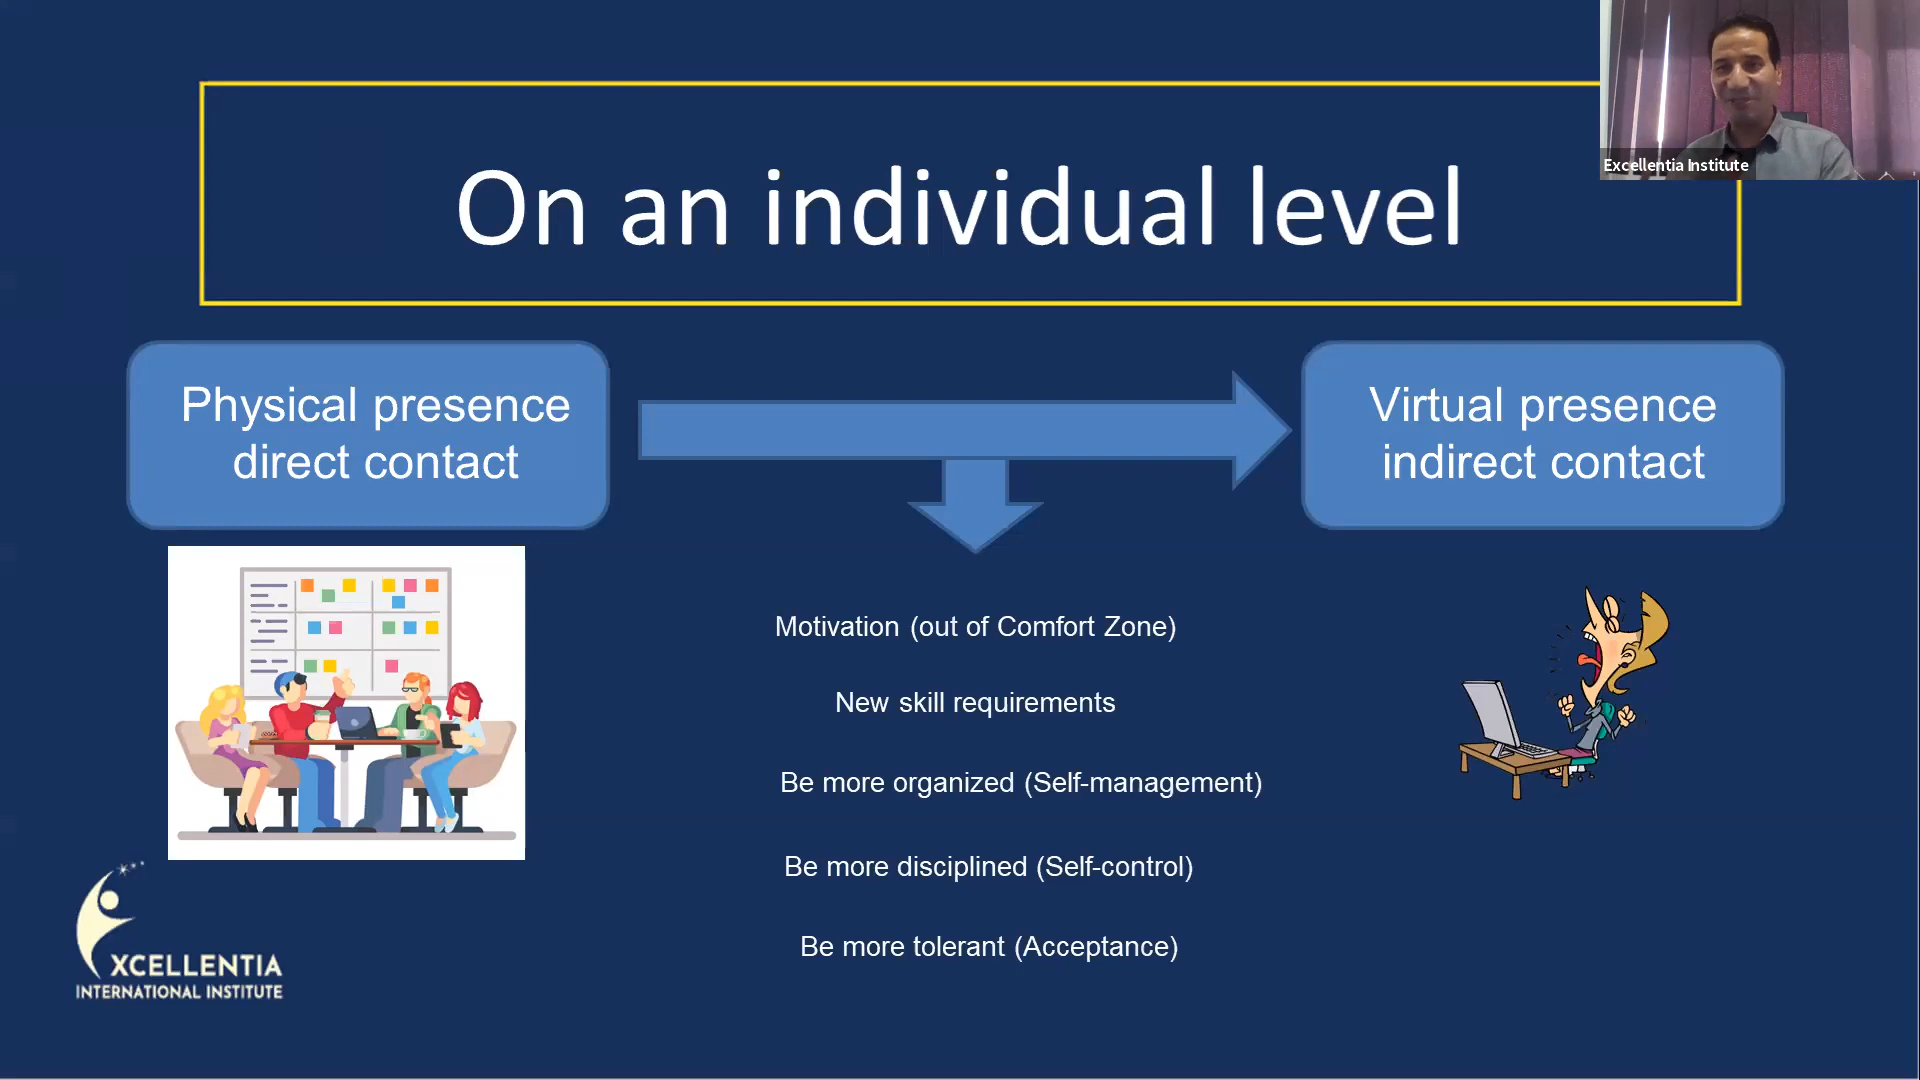 Excellentia Institute
On an individual level
Physical presence
direct contact
Virtual presence
indirect contact
Motivation (out of Comfort Zone)
New skill requirements
Be more organized (Self-management)
Be more disciplined (Self-control)
Be more tolerant (Acceptance)
XCELLENTIA
INTERNATIONAL INSTITUTE